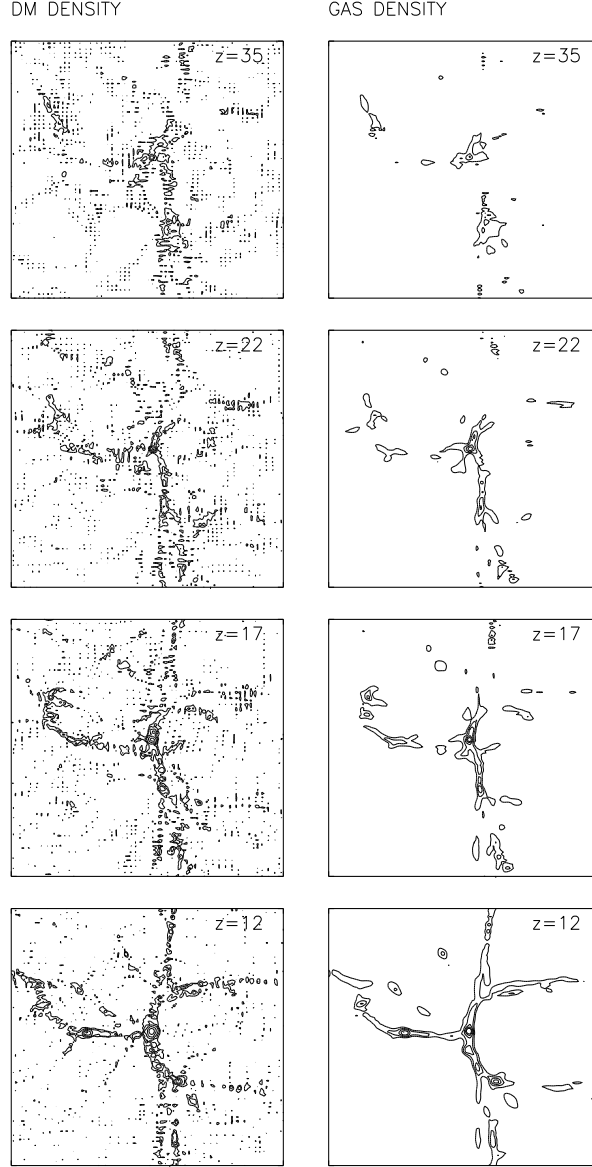 DM DENSITY GAS DENSITY
z=35 z=35
z=22 z=22
z=17 z=17
z=12 z=12